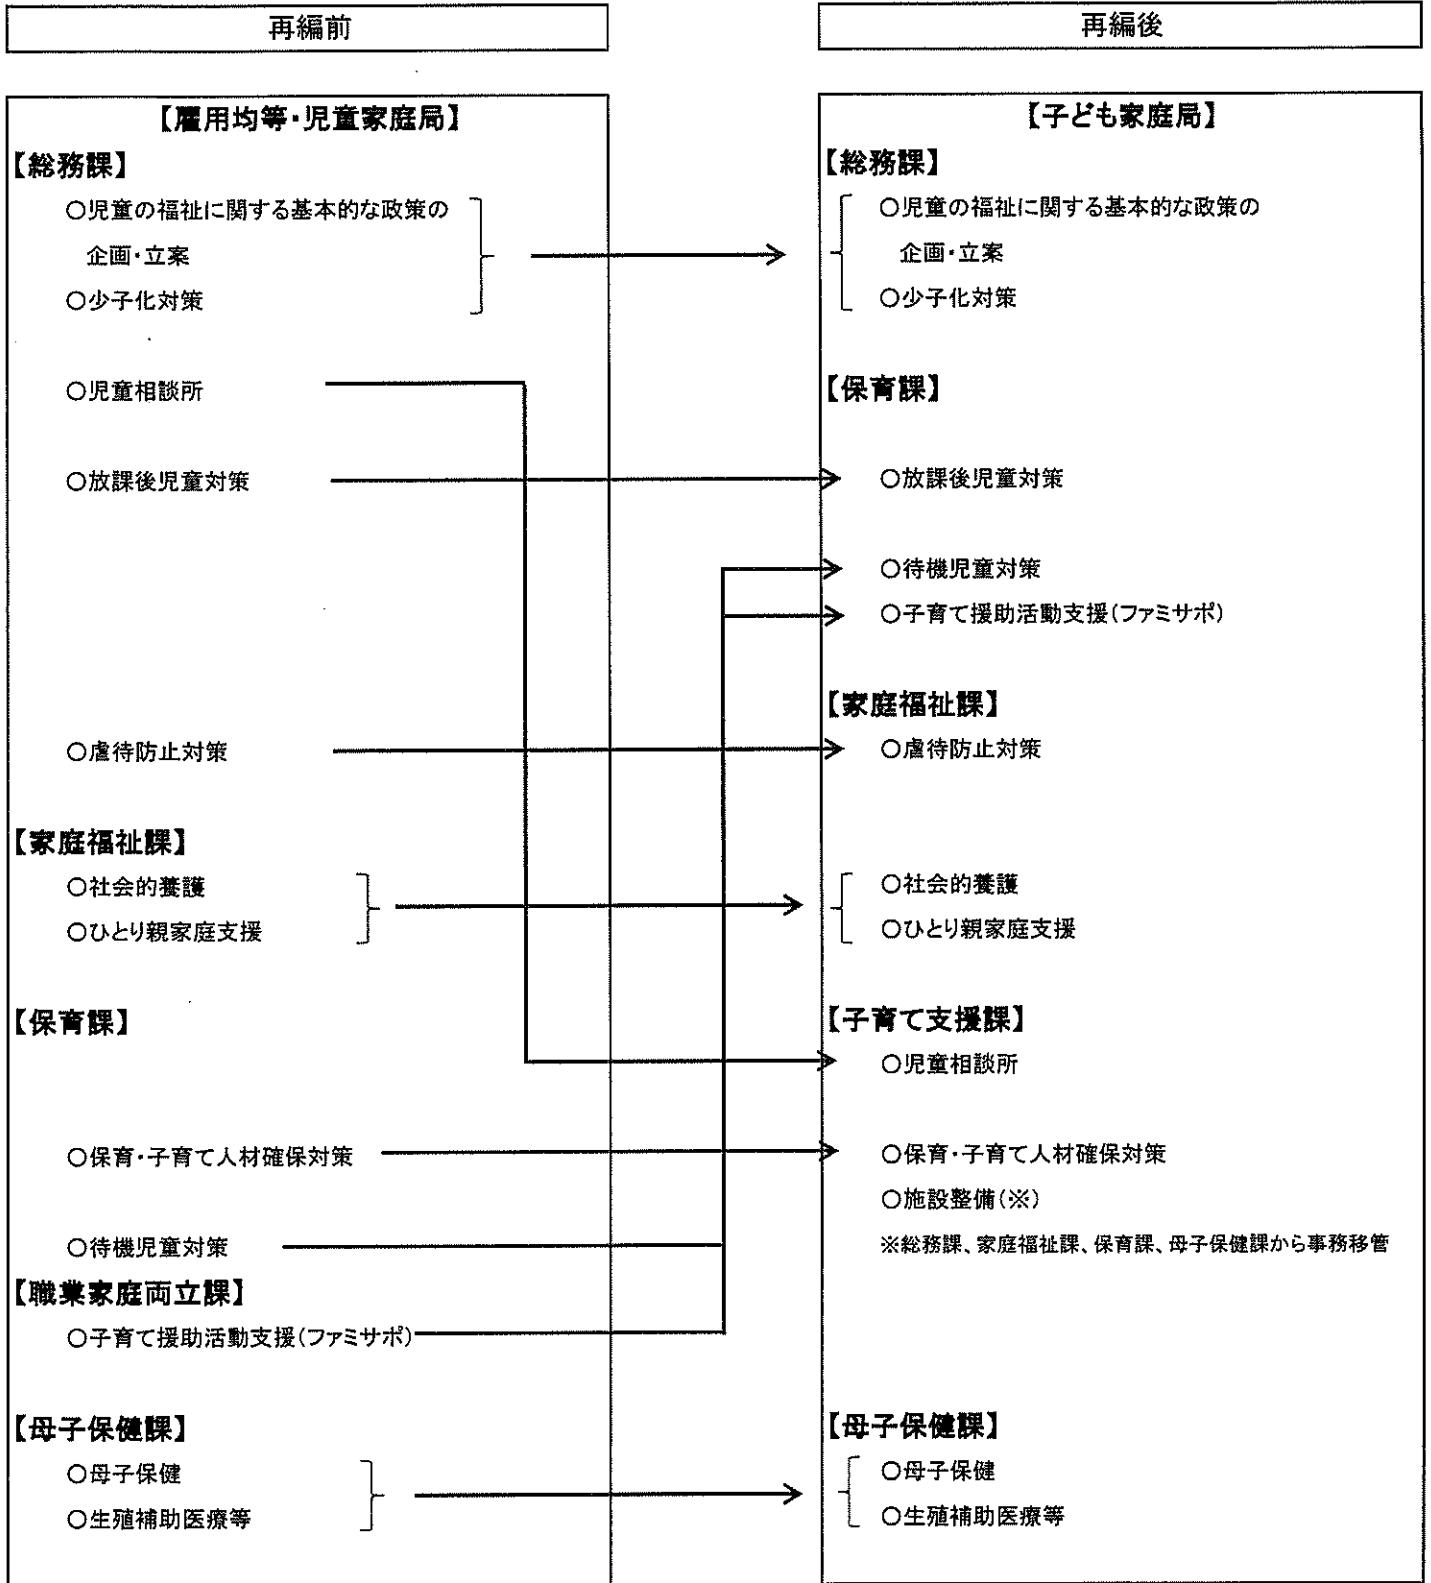 再編前
【雇用均等・児童家庭局】
【総務課】
○児童の福祉に関する基本的な政策の
企画・立案
○少子化対策
○児童相談所
○放課後児童対策
○虐待防止対策
【家庭福祉課】
○社会的養護
○ひとり親家庭支援
【保育課】
○保育・子育て人材確保対策
○待機児童対策
【職業家庭両立課】
○子育て援助活動支援(ファミサポ)
【母子保健課】
○母子保健
○生殖補助医療等
再編後
【子ども家庭局】
【総務課】
○児童の福祉に関する基本的な政策の
企画・立案
○少子化対策
【保育課】
○放課後児童対策
○待機児童対策
○子育て援助活動支援(ファミサポ)
【家庭福祉課】
○虐待防止対策
○社会的養護
○ひとり親家庭支援
【子育て支援課】
○児童相談所
○保育・子育て人材確保対策
○施設整備(※)
※総務課、家庭福祉課、保育課、母子保健課から事務移管
【母子保健課】
○母子保健
○生殖補助医療等